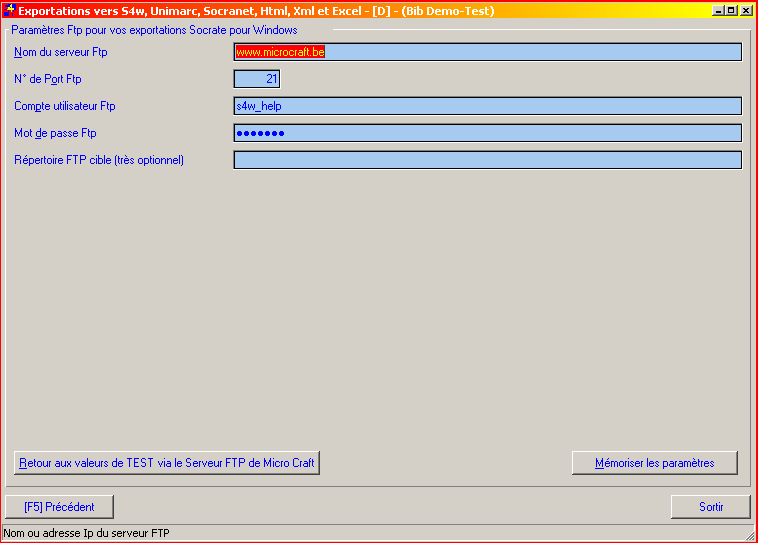 Exportations vers S4w, Unimarc, Socranet, Html, Xml et Excel - [D] - (Bib Demo-Test)
Paramètres Ftp pour vos exportations Socrate pour Windows
Nom du serveur Ftp
www.microcraft.be
N° de Port Ftp
21
Compte utilisateur Ftp
s4w_help
Mot de passe Ftp
●●●●●●●
Répertoire FTP cible (très optionnel)
Retour aux valeurs de TEST via le Serveur FTP de Micro Craft
Mémoriser les paramètres
[F5] Précédent
Sortir
Nom ou adresse Ip du serveur FTP